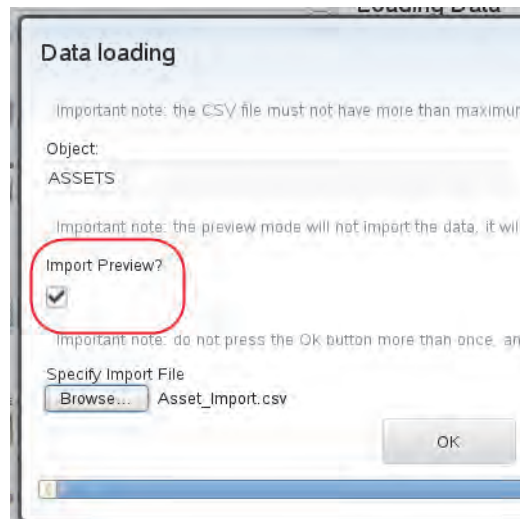 Loading Data
Data loading
Important note: the CSV file must not have more than maximum
Object:
ASSETS
Important note: the preview mode will not import the data, it wil
Import Preview?
Important note: do not press the Ok button more than once, an
Specify Import File
Browse... Asset_Import.csv
OK